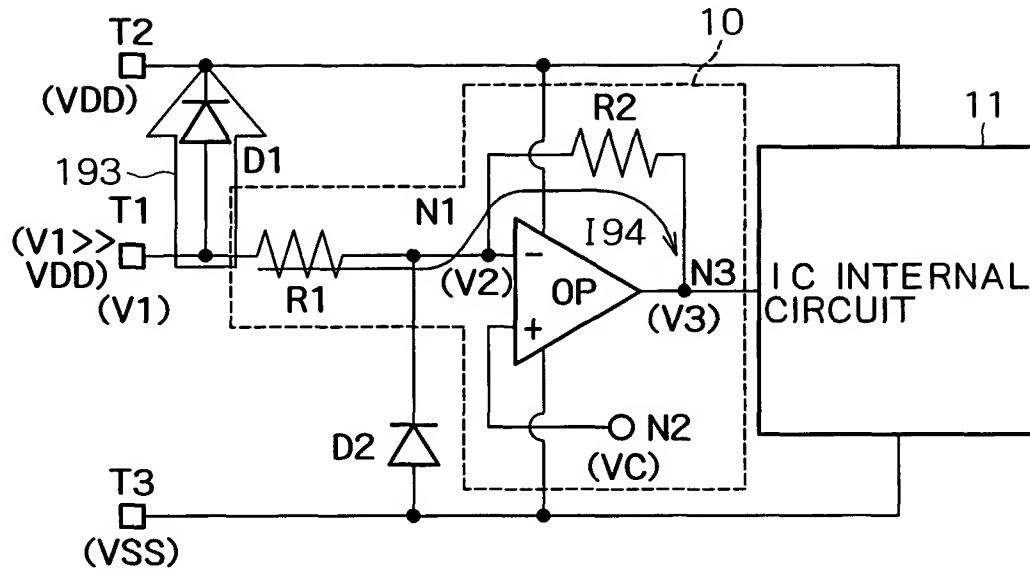 T2
(VDD)
10
R2
11
193
D1
T1
(V1>>
VDD)
(V1)
N1
I94
R1
(V2)
−
OP
+
N3
(V3)
IC INTERNAL
CIRCUIT
D2
N2
(VC)
T3
(VSS)